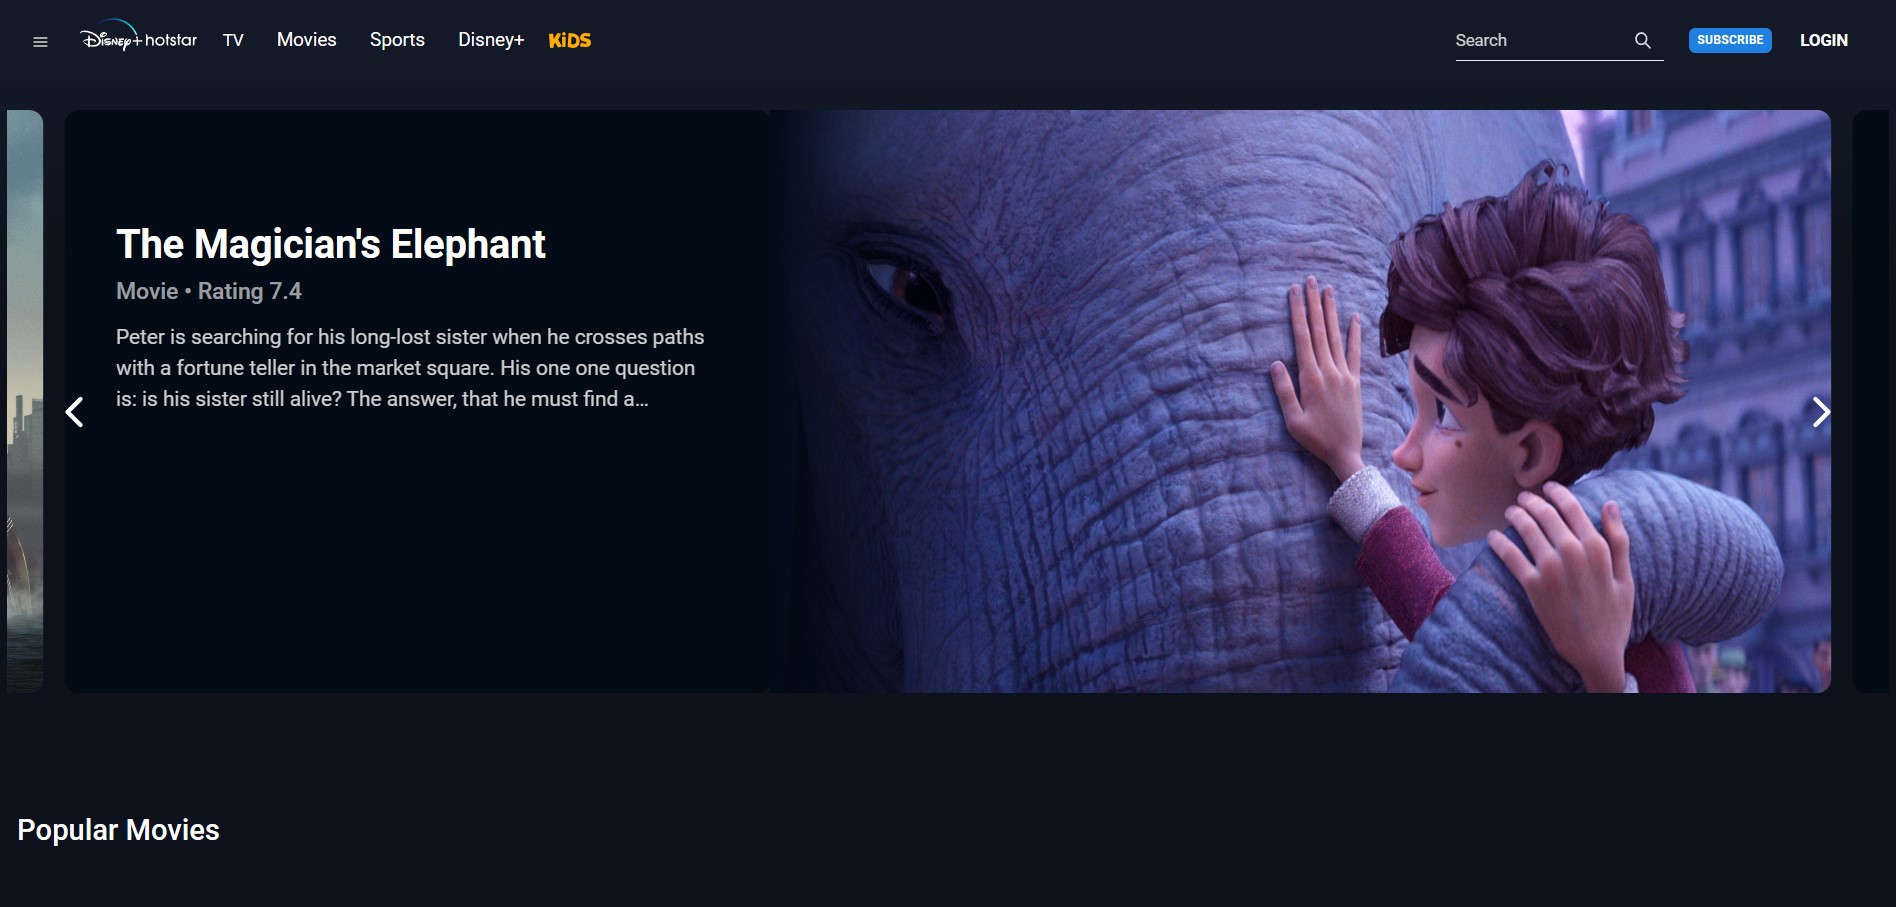 Disney+ hotstar TV Movies Sports Disney+ KiDS Search SUBSCRIBE LOGIN
The Magician's Elephant
Movie • Rating 7.4
Peter is searching for his long-lost sister when he crosses paths
with a fortune teller in the market square. His one one question
is: is his sister still alive? The answer, that he must find a...
Popular Movies